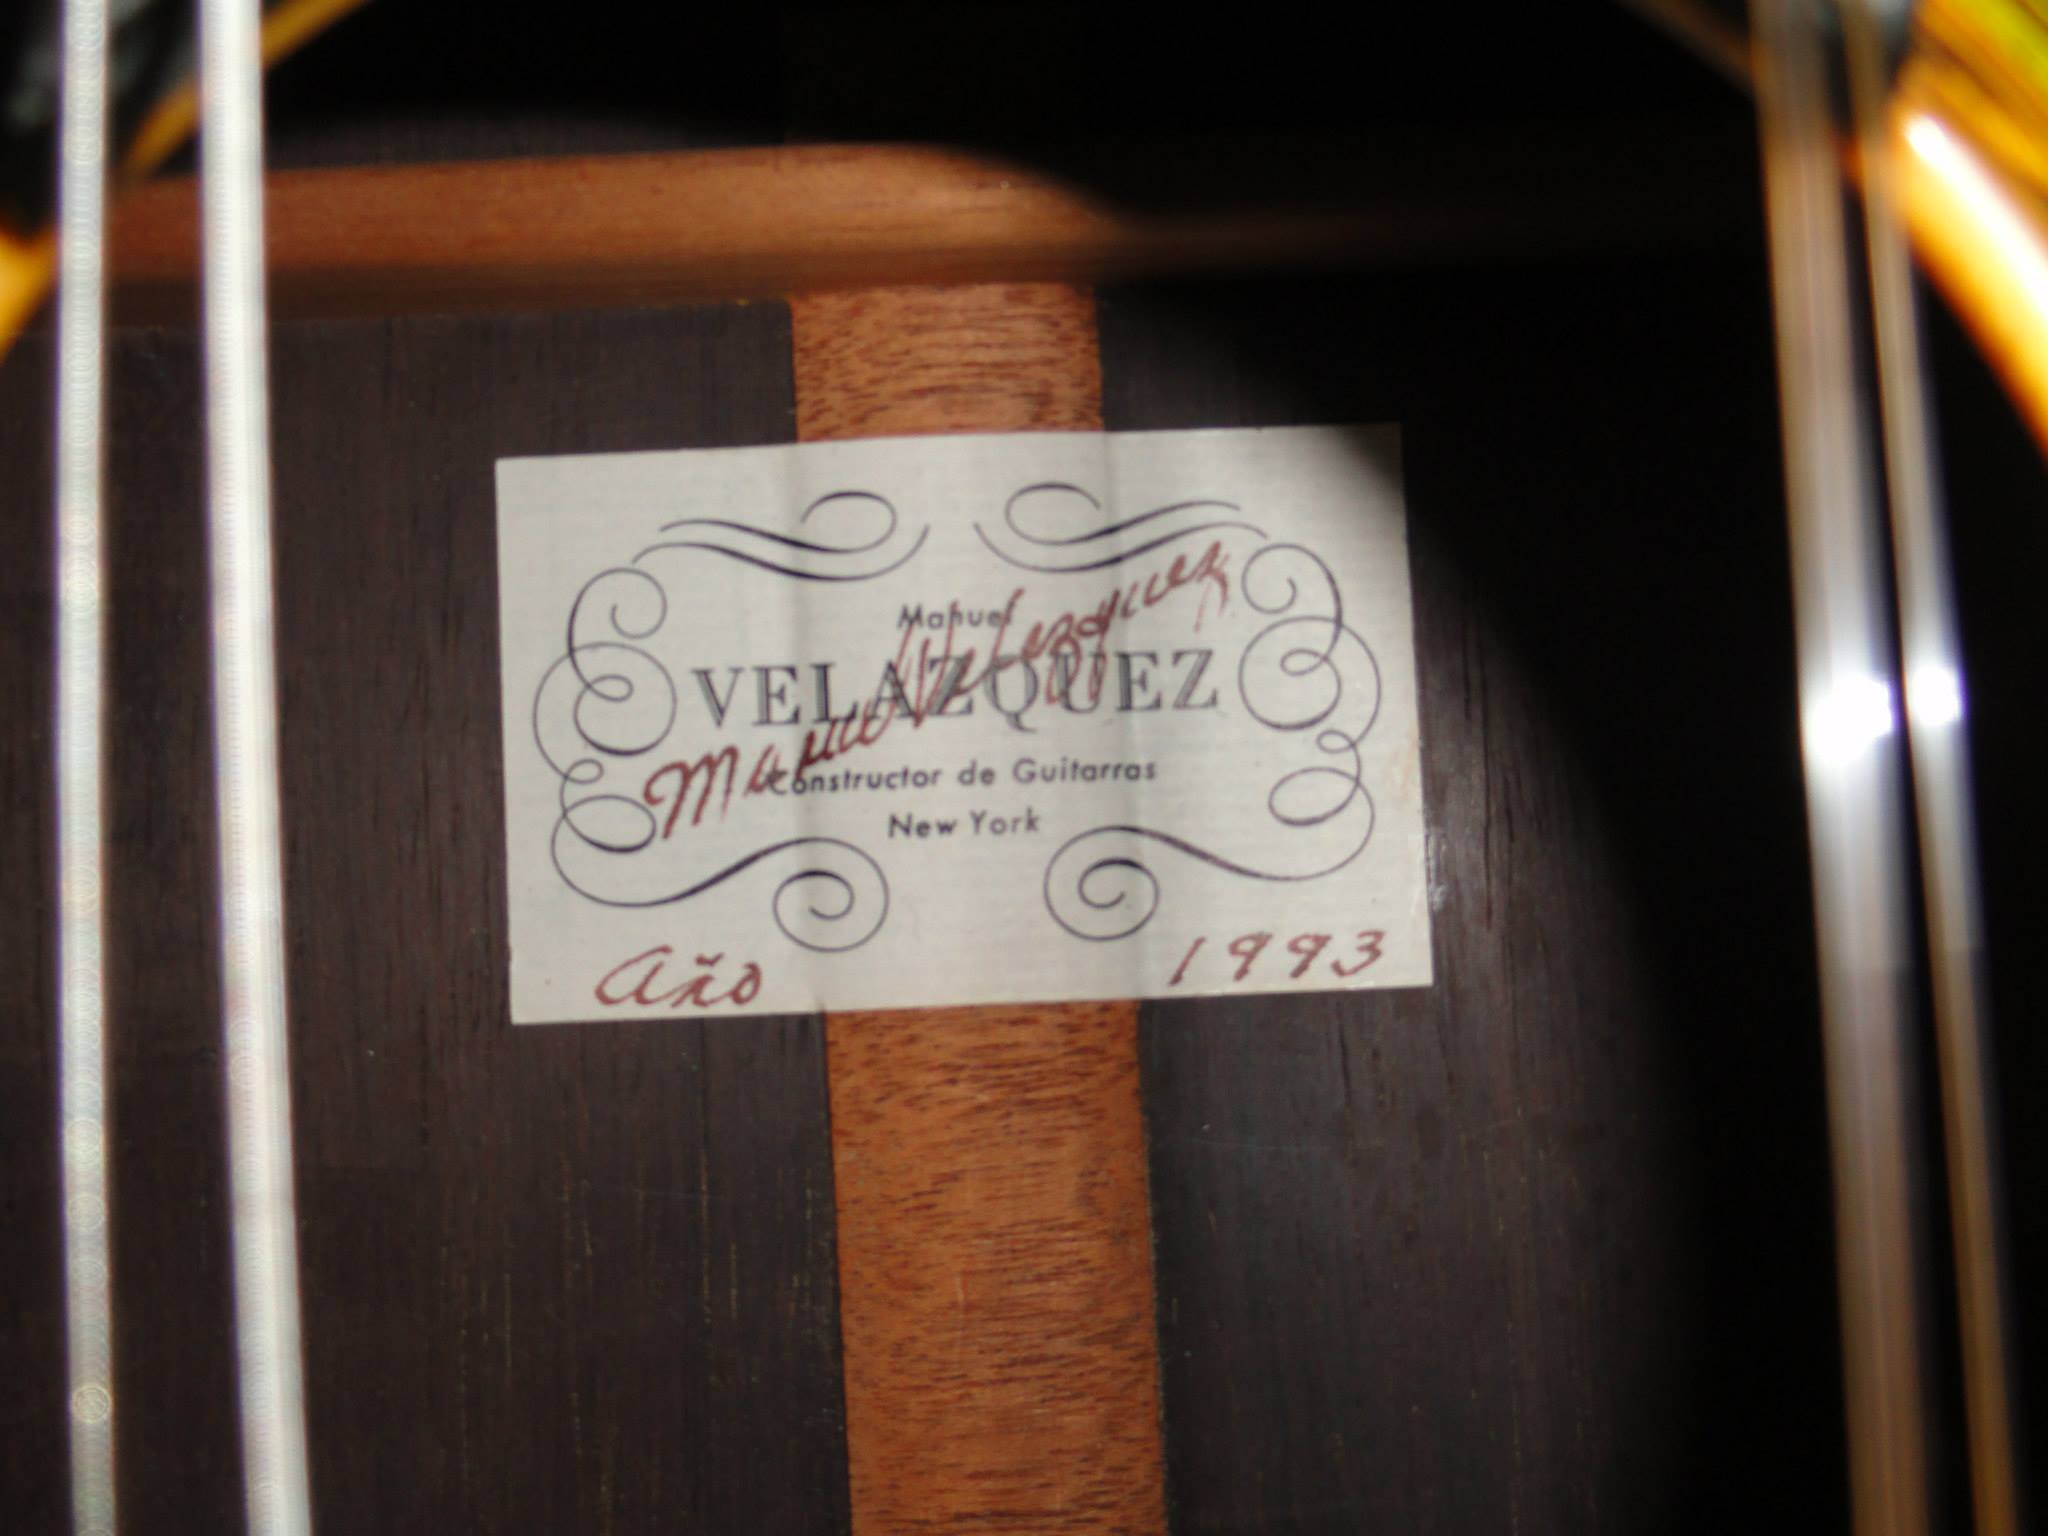 Manuel
VELAZQUEZ
Manuel Velazquez
Constructor de Guitarras
New York
Año 1993